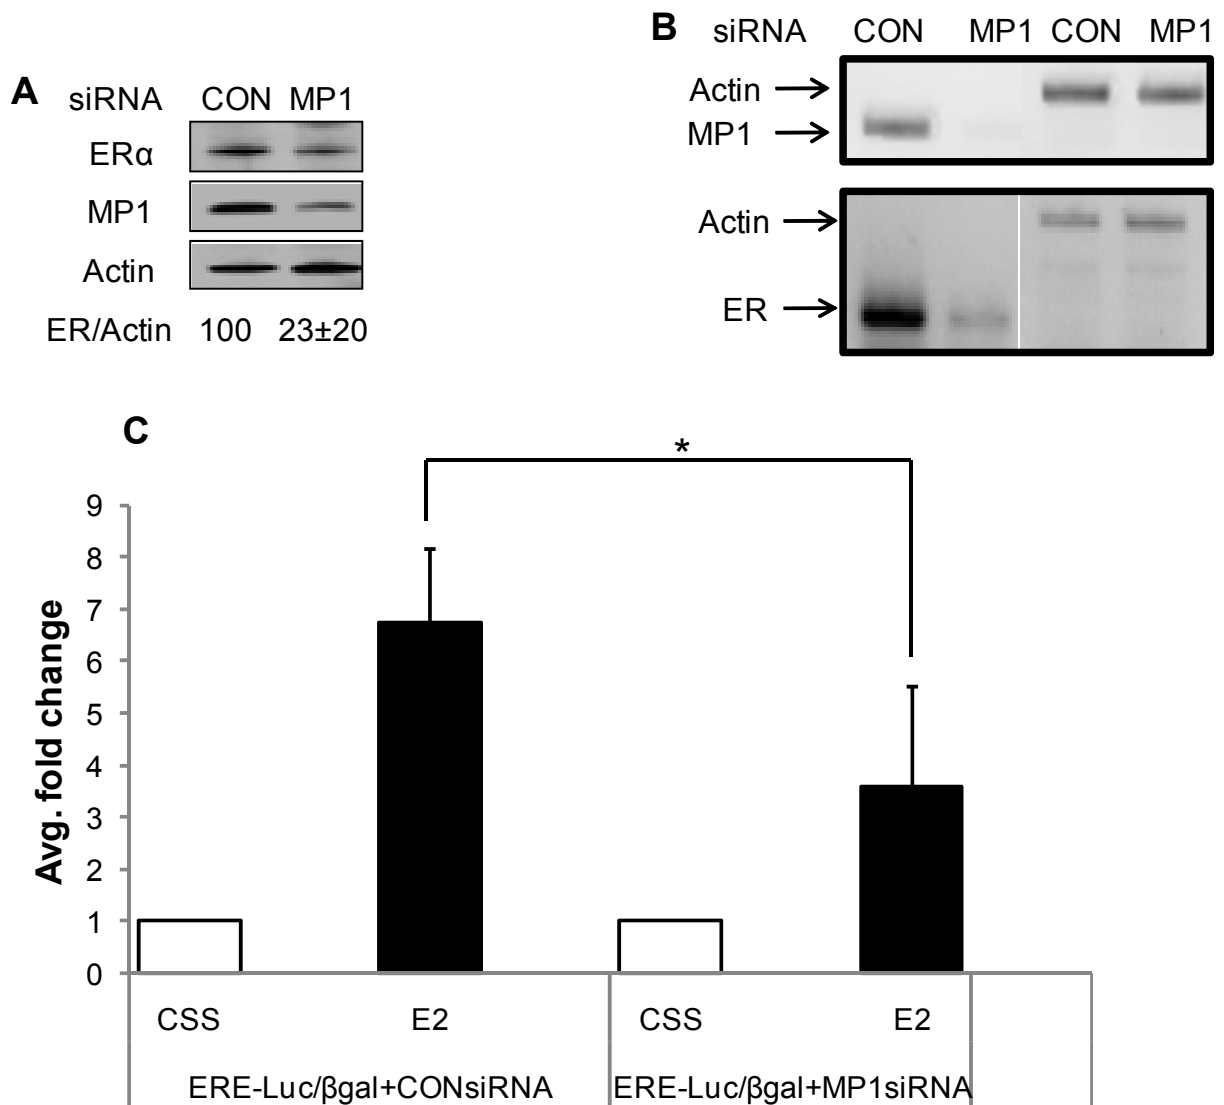 A siRNA CON MP1
ERα
MP1
Actin
ER/Actin 100 23±20
B siRNA CON MP1 CON MP1
Actin
MP1
Actin
ER
C
*
Avg. fold change
9
8
7
6
5
4
3
2
1
0
CSS E2 CSS E2
ERE-Luc/βgal+CONsiRNA ERE-Luc/βgal+MP1siRNA